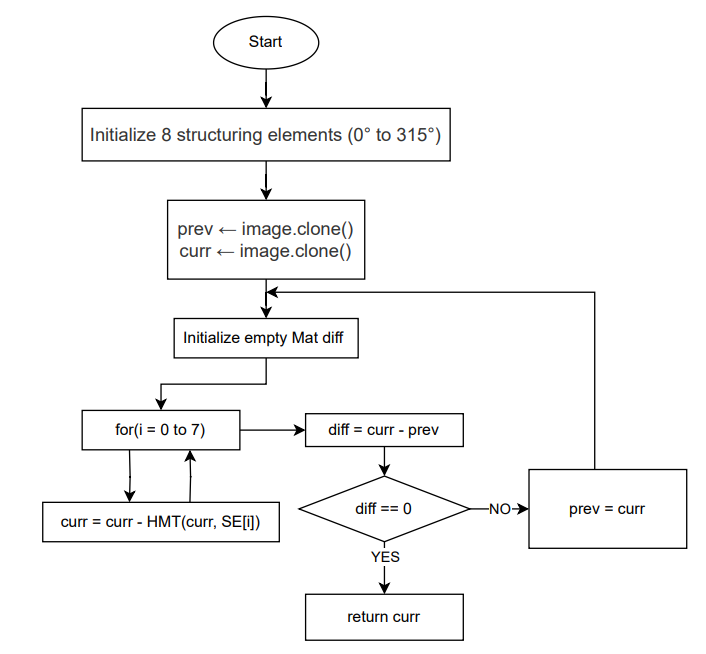 Start
Initialize 8 structuring elements (0° to 315°)
prev ← image.clone()
curr ← image.clone()
Initialize empty Mat diff
for(i = 0 to 7)
diff = curr - prev
curr = curr - HMT(curr, SE[i])
diff == 0
NO
prev = curr
YES
return curr